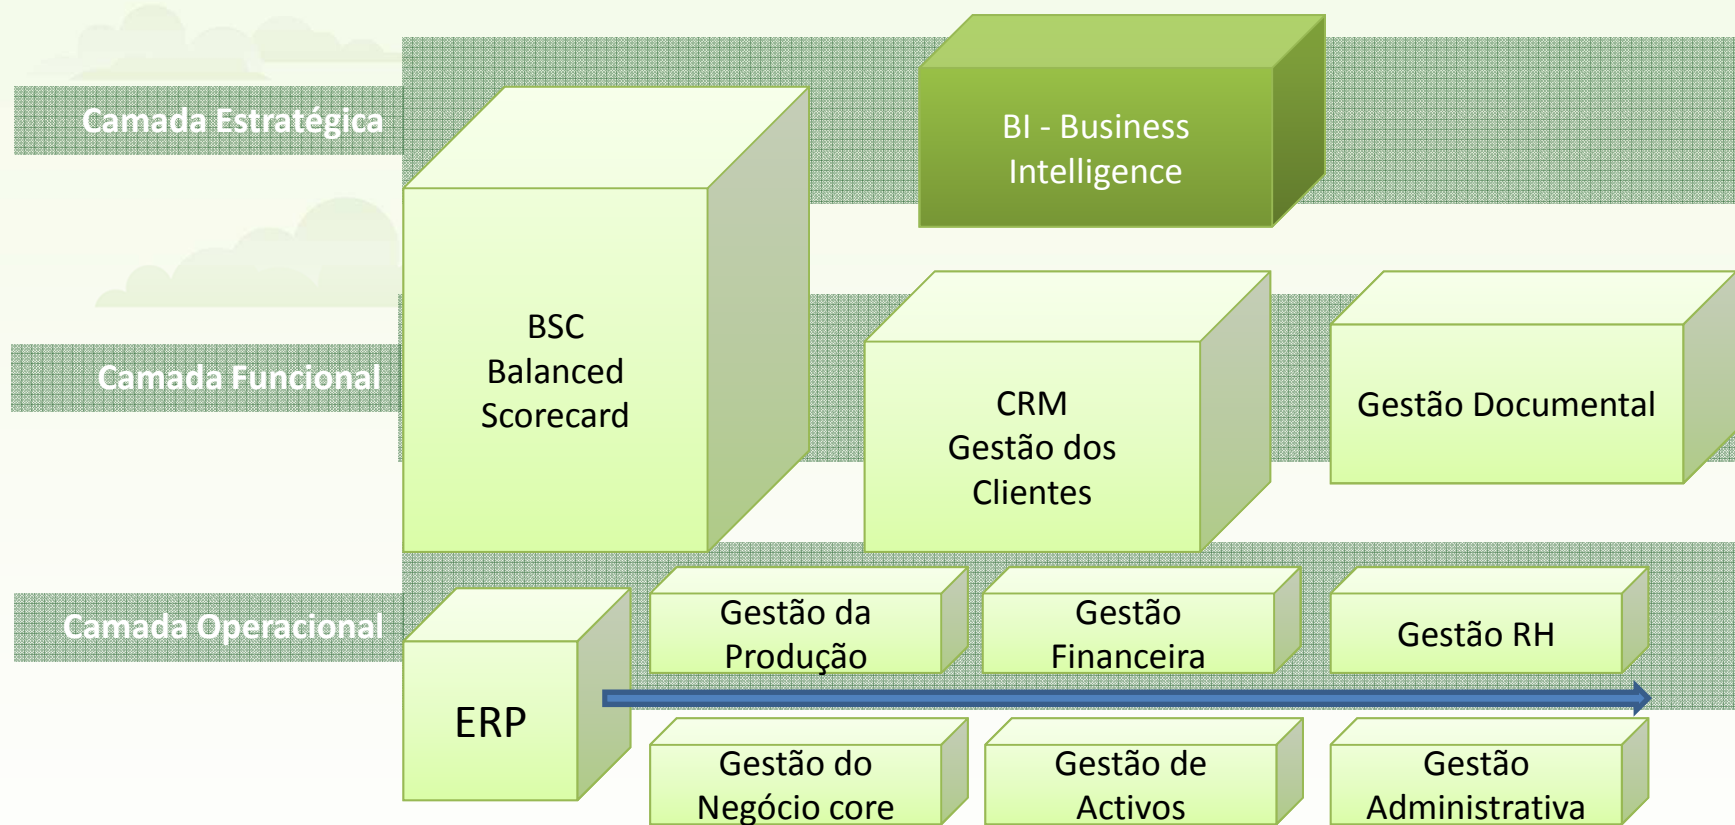 Camada Estratégica
BI - Business
Intelligence
Camada Funcional
BSC
Balanced
Scorecard
CRM
Gestão dos
Clientes
Gestão Documental
Camada Operacional
ERP
Gestão da
Produção
Gestão
Financeira
Gestão RH
Gestão do
Negócio core
Gestão de
Activos
Gestão
Administrativa